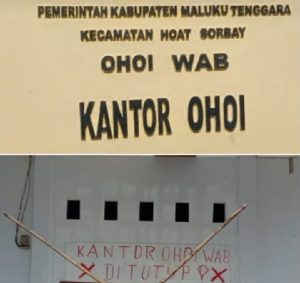 PEMERINTAH KABUPATEN MALUKU TENGGARA
KECAMATAN HOAT SORBAY
OHOI WAB
KANTOR OHOI
KANTOR OHOI WAB
DITUTUP